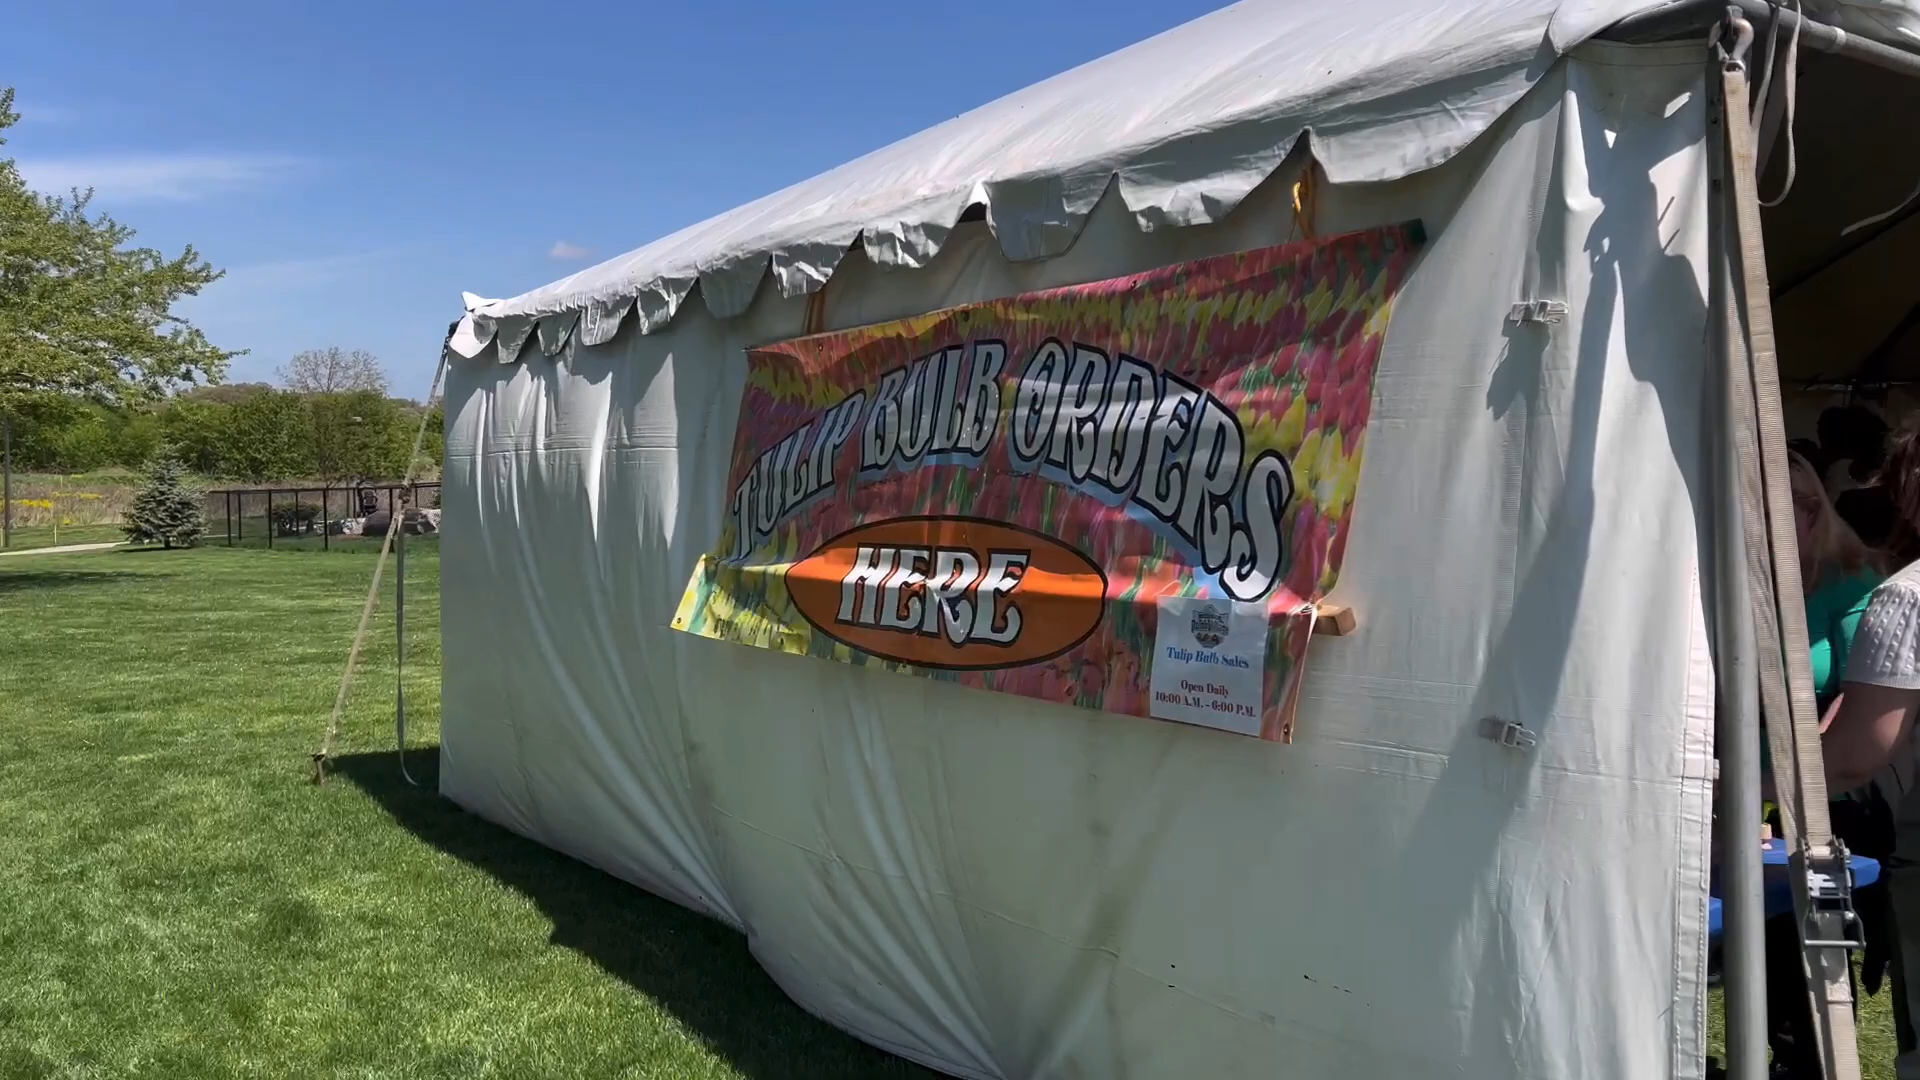 TULIP BULB ORDERS
HERE
Tulip Bulb Sales
Open Daily
10:00 A.M. - 6:00 P.M.